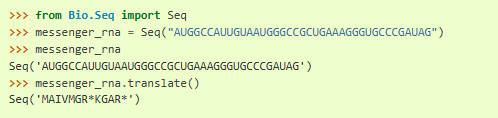 >>> from Bio.Seq import Seq
>>> messenger_rna = Seq("AUGGCCAUUGUAAUGGGCCGCUGAAAGGGUGCCCGAUAG")
>>> messenger_rna
Seq('AUGGCCAUUGUAAUGGGCCGCUGAAAGGGUGCCCGAUAG')
>>> messenger_rna.translate()
Seq('MAIVMGR*KGAR*')